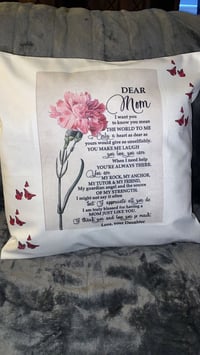 DEAR
Mom
I want you
to know you mean
THE WORLD TO ME
Only a heart as dear as
yours would give so unselfishly.
YOU MAKE ME LAUGH
you love, you care.
When I need help
YOU'RE ALWAYS THERE.
You are
MY ROCK, MY ANCHOR,
MY TUTOR & MY FRIEND,
My guardian angel and the source
OF MY STRENGTH.
I might not say it often
but I appreciate all you do
I am truly blessed for having a
MOM JUST LIKE YOU.
I thank you and love you so much!
Love, your Daughter